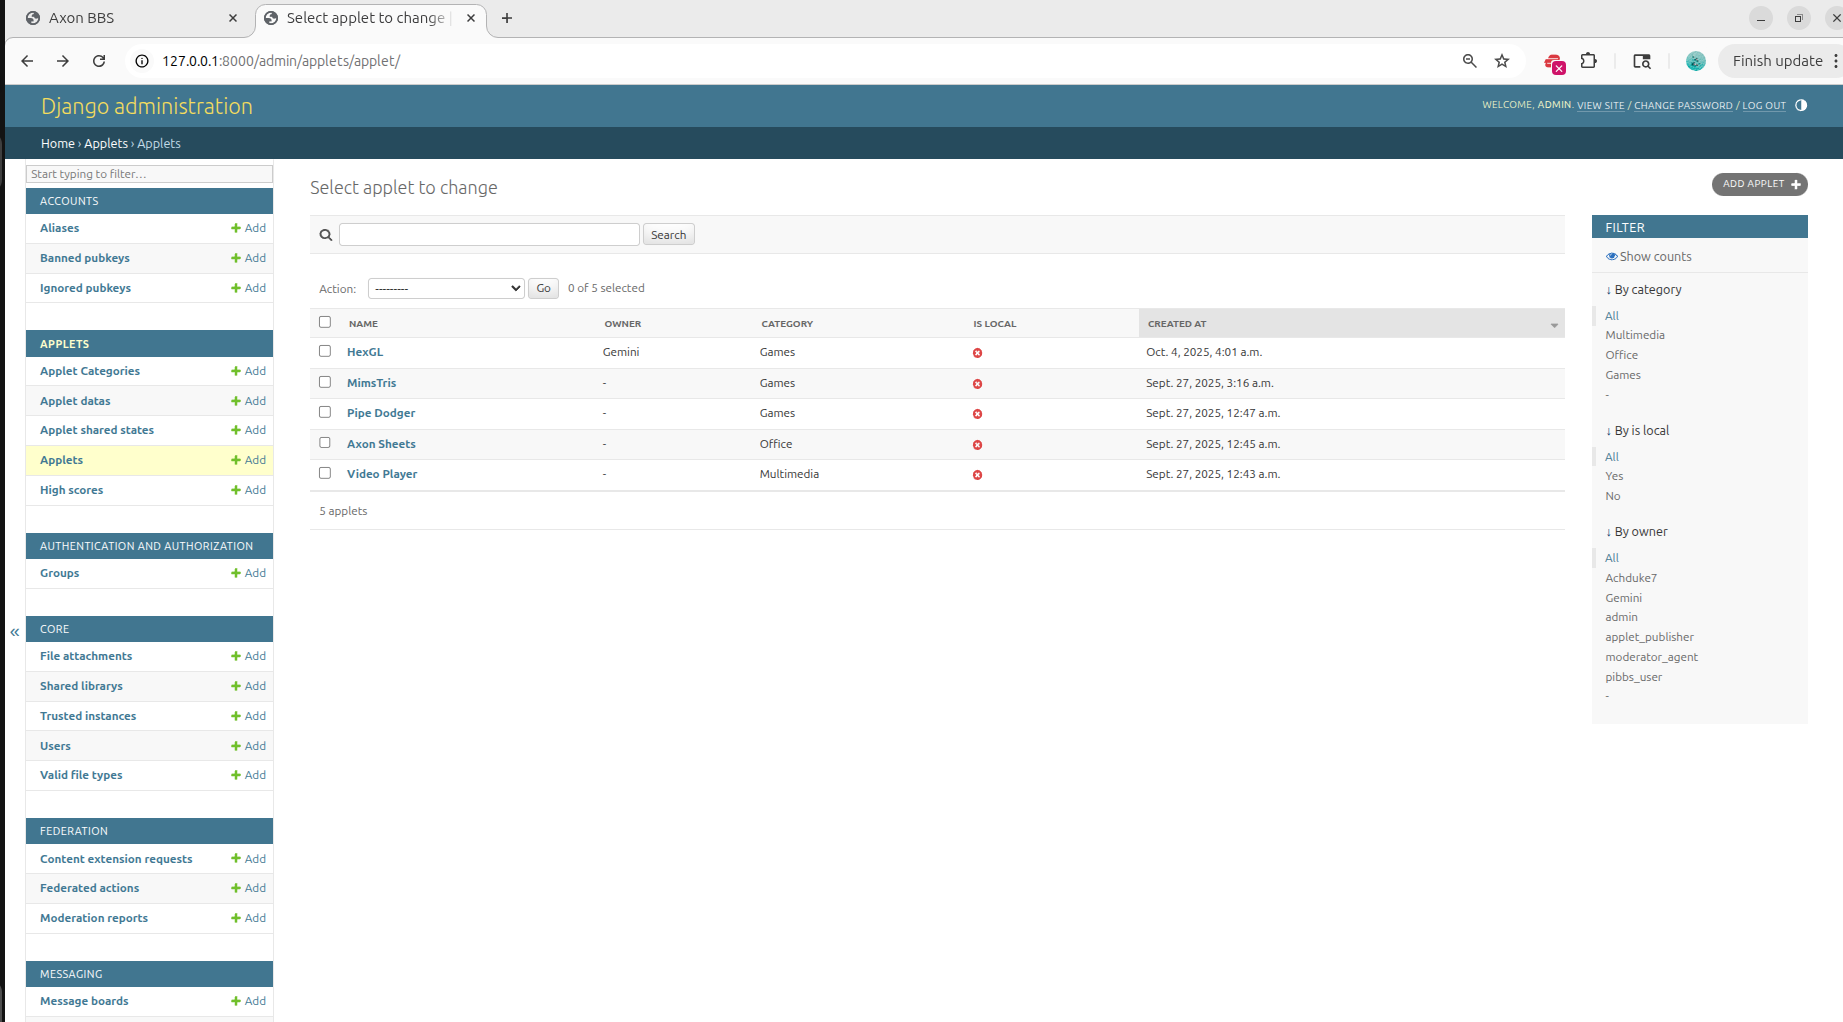 Axon BBS
Select applet to change
127.0.0.1:8000/admin/applets/applet/
Finish update
Django administration
WELCOME, ADMIN. VIEW SITE / CHANGE PASSWORD / LOG OUT
Home › Applets › Applets
Start typing to filter...
ACCOUNTS
Aliases Add
Banned pubkeys Add
Ignored pubkeys Add
APPLETS
Applet Categories Add
Applet datas Add
Applet shared states Add
Applets Add
High scores Add
AUTHENTICATION AND AUTHORIZATION
Groups Add
CORE
File attachments Add
Shared librarys Add
Trusted instances Add
Users Add
Valid file types Add
FEDERATION
Content extension requests Add
Federated actions Add
Moderation reports Add
MESSAGING
Message boards Add
«
Select applet to change
ADD APPLET
Search
Action: --------- Go 0 of 5 selected
NAME OWNER CATEGORY IS LOCAL CREATED AT
HexGL Gemini Games Oct. 4, 2025, 4:01 a.m.
MimsTris - Games Sept. 27, 2025, 3:16 a.m.
Pipe Dodger - Games Sept. 27, 2025, 12:47 a.m.
Axon Sheets - Office Sept. 27, 2025, 12:45 a.m.
Video Player - Multimedia Sept. 27, 2025, 12:43 a.m.
5 applets
FILTER
Show counts
↓ By category
All
Multimedia
Office
Games
-
↓ By is local
All
Yes
No
↓ By owner
All
Achduke7
Gemini
admin
applet_publisher
moderator_agent
pibbs_user
-